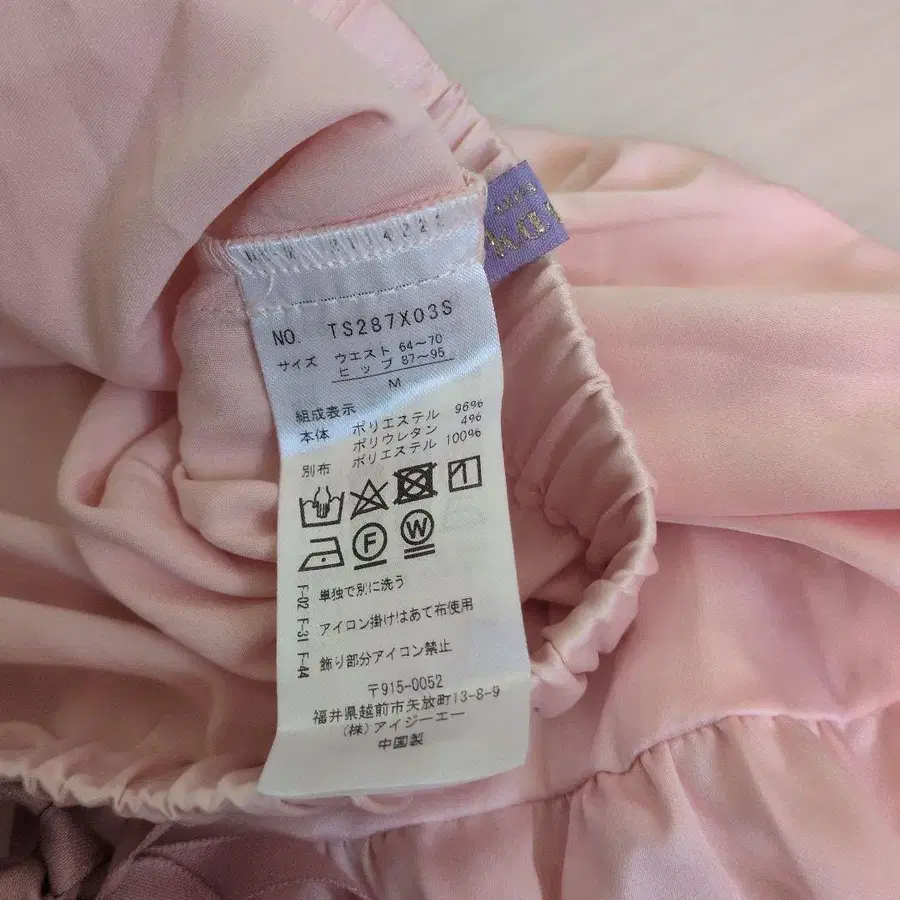 NO. TS287X03S
サイズ ウエスト 64〜70
ヒップ 87〜95
M
組成表示
本体 ポリエステル 96%
ポリウレタン 4%
別布 ポリエステル 100%
F W
F-02 単独で別に洗う
F-31 アイロン掛けはあて布使用
F-44 飾り部分アイロン禁止
〒915-0052
福井県越前市矢放町13-8-9
(株)アイジーエー
中国製